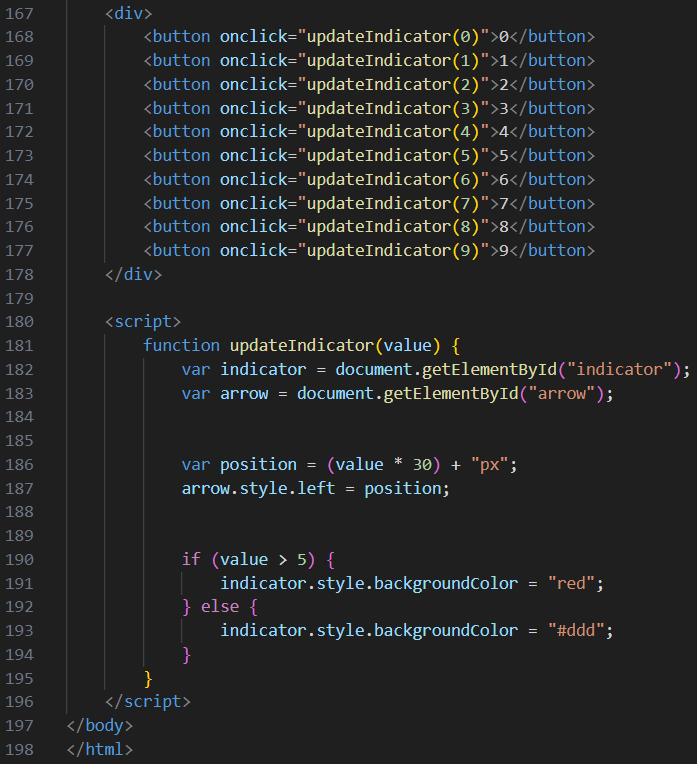 167 <div>
168 <button onclick="updateIndicator(0)">0</button>
169 <button onclick="updateIndicator(1)">1</button>
170 <button onclick="updateIndicator(2)">2</button>
171 <button onclick="updateIndicator(3)">3</button>
172 <button onclick="updateIndicator(4)">4</button>
173 <button onclick="updateIndicator(5)">5</button>
174 <button onclick="updateIndicator(6)">6</button>
175 <button onclick="updateIndicator(7)">7</button>
176 <button onclick="updateIndicator(8)">8</button>
177 <button onclick="updateIndicator(9)">9</button>
178 </div>
179
180 <script>
181 function updateIndicator(value) {
182 var indicator = document.getElementById("indicator");
183 var arrow = document.getElementById("arrow");
184
185
186 var position = (value * 30) + "px";
187 arrow.style.left = position;
188
189
190 if (value > 5) {
191 indicator.style.backgroundColor = "red";
192 } else {
193 indicator.style.backgroundColor = "#ddd";
194 }
195 }
196 </script>
197 </body>
198 </html>